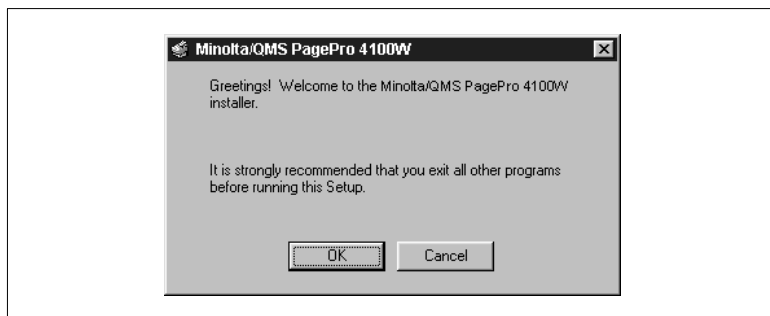 Minolta/QMS PagePro 4100W
Greetings! Welcome to the Minolta/QMS PagePro 4100W
installer.
It is strongly recommended that you exit all other programs
before running this Setup.
OK
Cancel